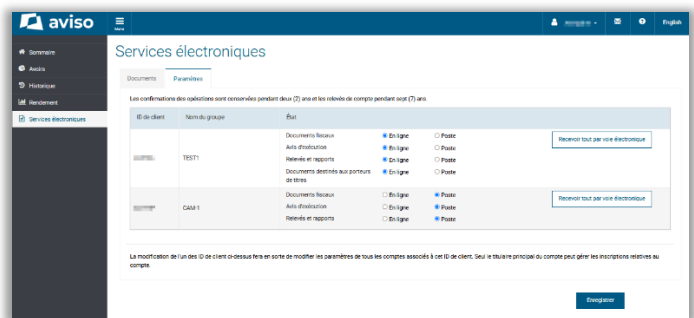 aviso
Menu
English
Sommaire
Avoirs
Historique
Rendement
Services électroniques
Services électroniques
Documents
Paramètres
Les confirmations des opérations sont conservées pendant deux (2) ans et les relevés de compte pendant sept (7) ans
ID de client Nom du groupe État
Documents fiscaux En ligne Poste
Recevoir tout par voie électronique
Avis d'exécution En ligne Poste
TEST1
Relevés et rapports En ligne Poste
Documents destinés aux porteurs de titres En ligne Poste
Documents fiscaux En ligne Poste
Recevoir tout par voie électronique
Avis d'exécution En ligne Poste
CAM-1
Relevés et rapports En ligne Poste
La modification de l'un des ID de client ci-dessus fera en sorte de modifier les paramètres de tous les comptes associés à cet ID de client. Seul le titulaire principal du compte peut gérer les inscriptions relatives au
compte.
Enregistrer